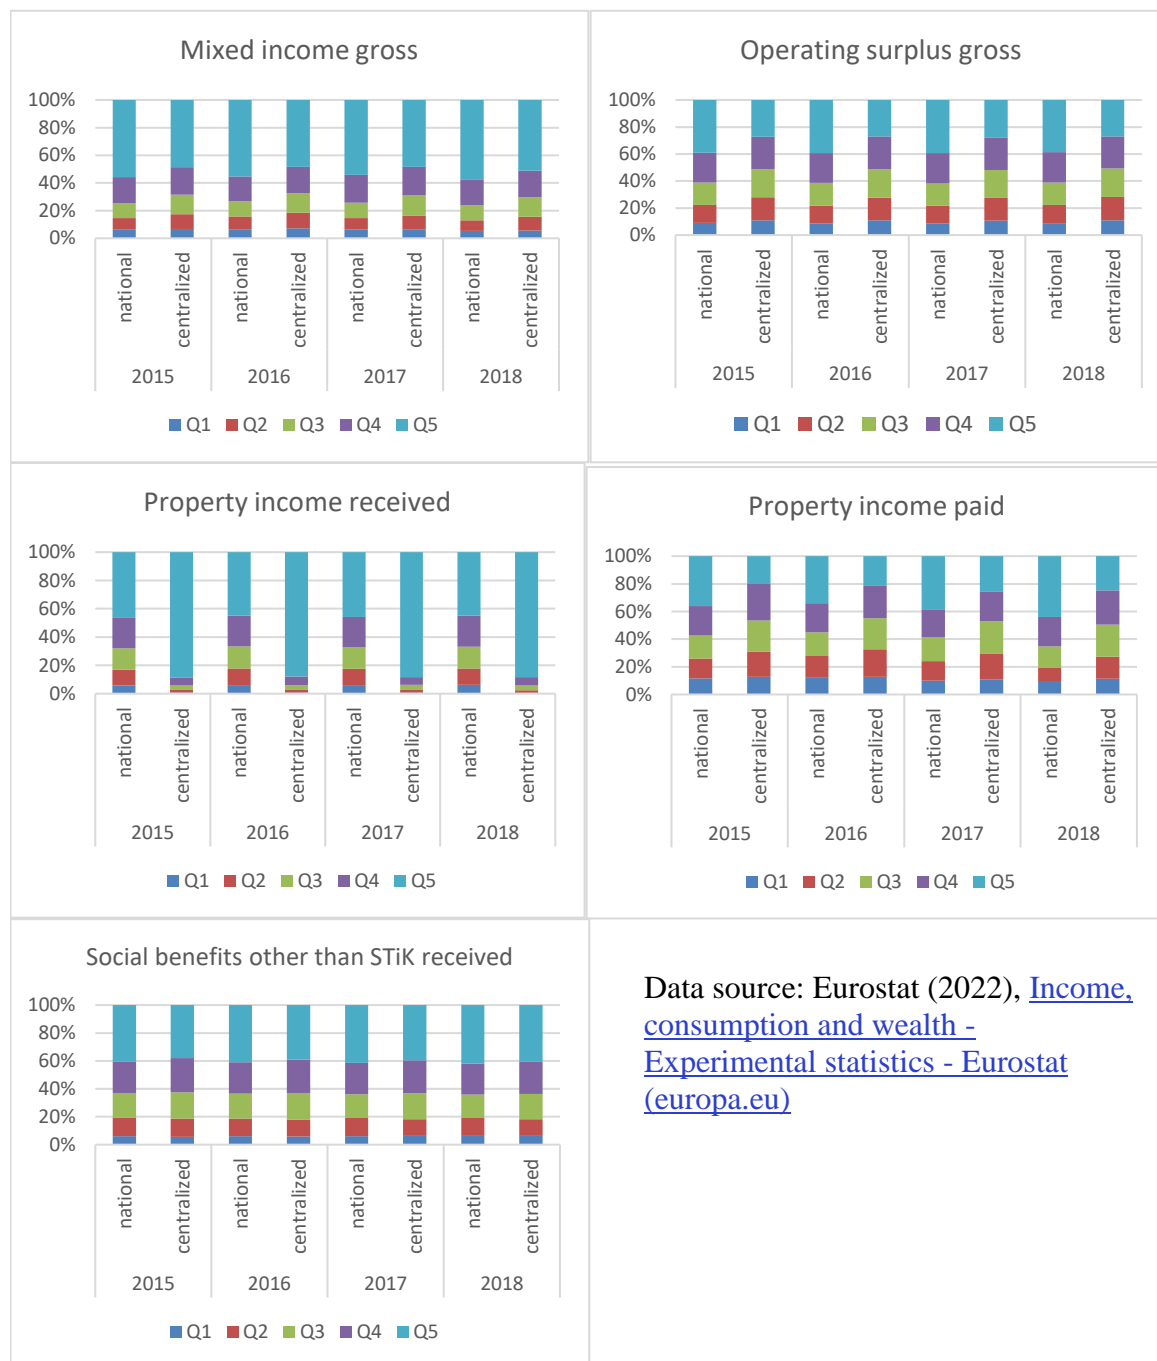 Mixed income gross
100%
80%
60%
40%
20%
0%
national
centralized
national
centralized
national
centralized
national
centralized
2015
2016
2017
2018
Q1 Q2 Q3 Q4 Q5
Operating surplus gross
100%
80%
60%
40%
20%
0%
national
centralized
national
centralized
national
centralized
national
centralized
2015
2016
2017
2018
Q1 Q2 Q3 Q4 Q5
Property income received
100%
80%
60%
40%
20%
0%
national
centralized
national
centralized
national
centralized
national
centralized
2015
2016
2017
2018
Q1 Q2 Q3 Q4 Q5
Property income paid
100%
80%
60%
40%
20%
0%
national
centralized
national
centralized
national
centralized
national
centralized
2015
2016
2017
2018
Q1 Q2 Q3 Q4 Q5
Social benefits other than STiK received
100%
80%
60%
40%
20%
0%
national
centralized
national
centralized
national
centralized
national
centralized
2015
2016
2017
2018
Q1 Q2 Q3 Q4 Q5
Data source: Eurostat (2022), Income,
consumption and wealth -
Experimental statistics - Eurostat
(europa.eu)